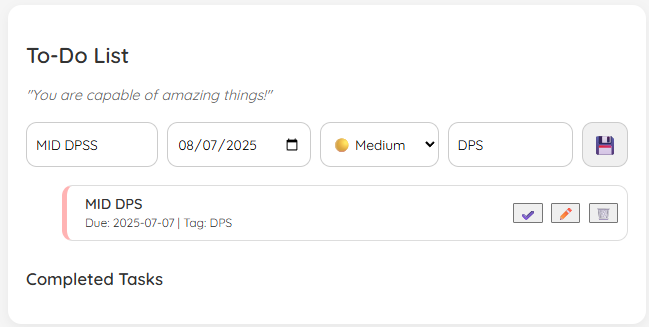 To-Do List
"You are capable of amazing things!"
MID DPSS 08/07/2025 Medium DPS
MID DPS
Due: 2025-07-07 | Tag: DPS
Completed Tasks